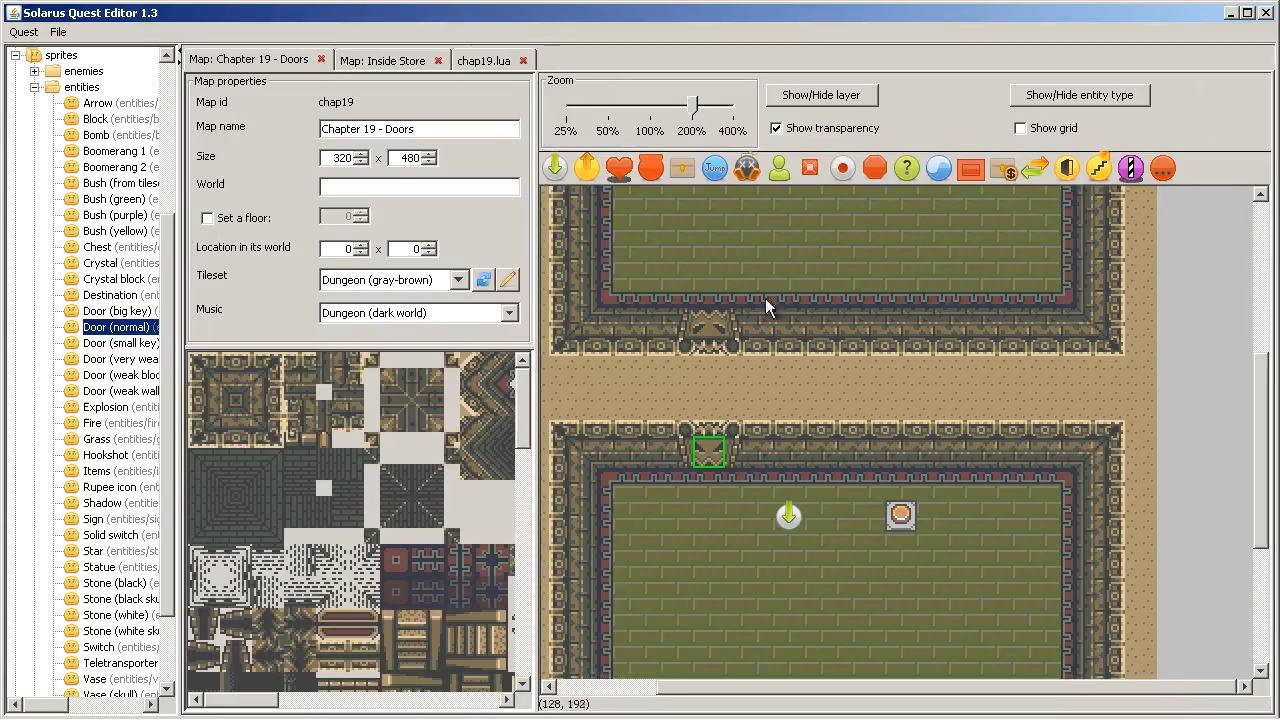 Solarus Quest Editor 1.3
Quest File
sprites
enemies
entities
Arrow (entities/
Block (entities/b
Bomb (entities/
Boomerang 1
Boomerang 2
Bush (from tiles
Bush (green)
Bush (purple)
Bush (yellow)
Chest (entities/
Crystal (entities/
Crystal block (
Destination (
Door (big key) (
Door (normal) (
Door (small key)
Door (very wea
Door (weak bloc
Door (weak wall
Explosion (entiti
Fire (entities/fir
Grass (entities/
Hookshot (entiti
Items (entities/i
Rupee icon (ent
Shadow (entitie
Sign (entities/si
Solid switch (
Star (entities/st
Statue (entities/
Stone (black) (e
Stone (black sku
Stone (white) (e
Stone (white sk
Switch (entities/
Teletransporter
Vase (entities/v
Vase (skull) (en
Map: Chapter 19 - Doors Map: Inside Store chap19.lua
Map properties
Map id chap19
Map name Chapter 19 - Doors
Size 320 x 480
World
Set a floor: 0
Location in its world 0 x 0
Tileset Dungeon (gray-brown)
Music Dungeon (dark world)
Zoom
25% 50% 100% 200% 400%
Show/Hide layer
Show transparency
Show/Hide entity type
Show grid
Jump
?
$
...
(128, 192)